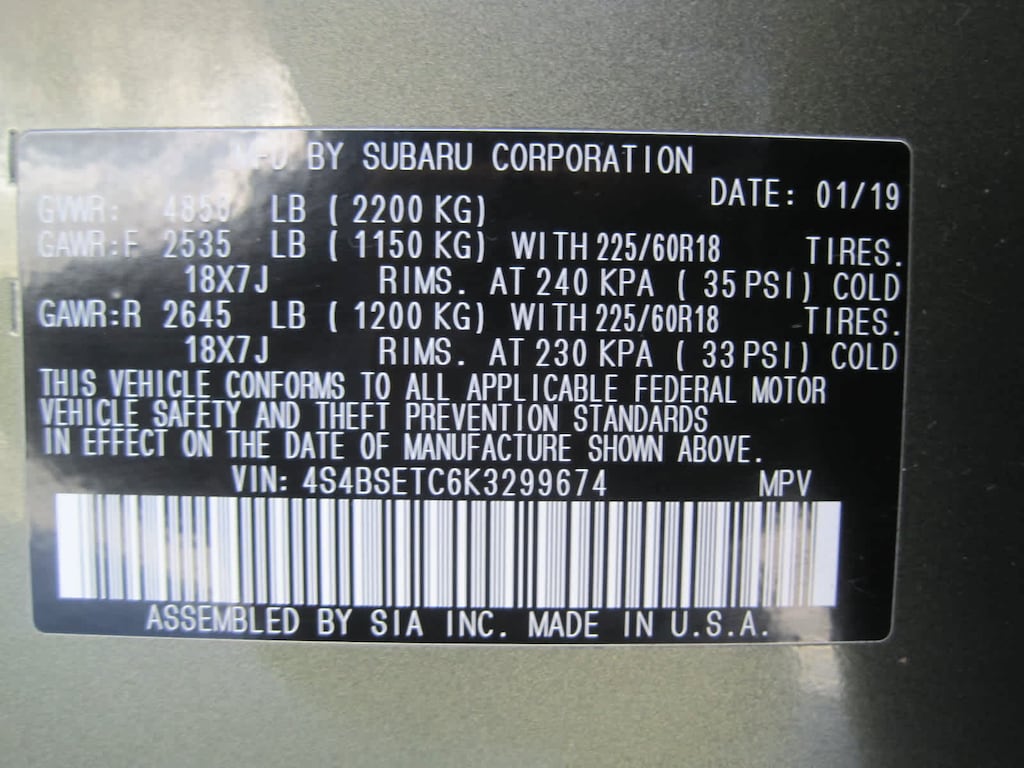 MFD BY SUBARU CORPORATION
DATE: 01/19
GVWR: 4850 LB ( 2200 KG)
GAWR:F 2535 LB ( 1150 KG) WITH 225/60R18 TIRES.
18X7J RIMS. AT 240 KPA ( 35 PSI) COLD
GAWR:R 2645 LB ( 1200 KG) WITH 225/60R18 TIRES.
18X7J RIMS. AT 230 KPA ( 33 PSI) COLD
THIS VEHICLE CONFORMS TO ALL APPLICABLE FEDERAL MOTOR
VEHICLE SAFETY AND THEFT PREVENTION STANDARDS
IN EFFECT ON THE DATE OF MANUFACTURE SHOWN ABOVE.
VIN: 4S4BSETC6K3299674 MPV
ASSEMBLED BY SIA INC. MADE IN U.S.A.